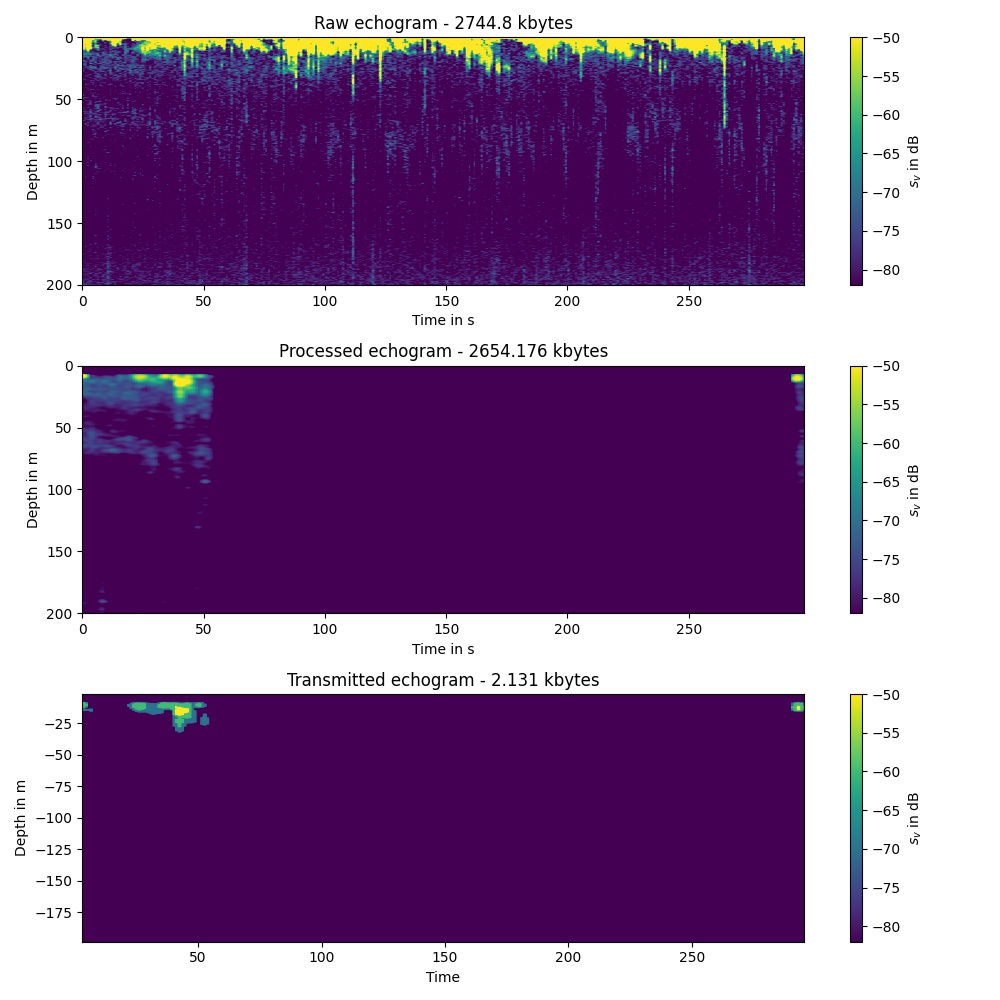 Raw echogram - 2744.8 kbytes
0
50
100
150
200
Depth in m
0 50 100 150 200 250
Time in s
−50
−55
−60
−65
−70
−75
−80
sv in dB
Processed echogram - 2654.176 kbytes
0
50
100
150
200
Depth in m
0 50 100 150 200 250
Time in s
−50
−55
−60
−65
−70
−75
−80
sv in dB
Transmitted echogram - 2.131 kbytes
−25
−50
−75
−100
−125
−150
−175
Depth in m
50 100 150 200 250
Time
−50
−55
−60
−65
−70
−75
−80
sv in dB